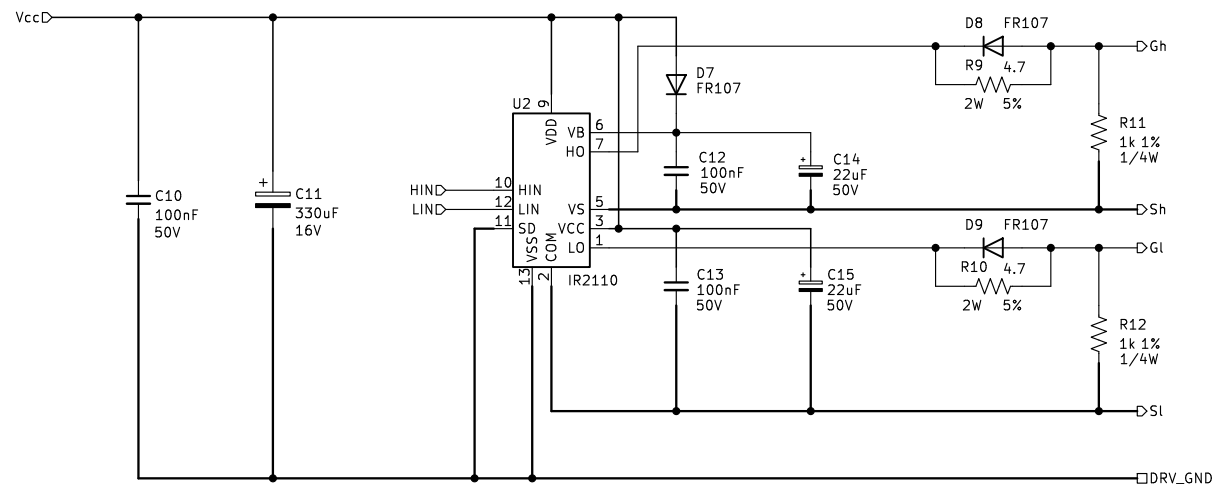 Vcc
D8 FR107
Gh
R9 4.7
2W 5%
D7
FR107
U2
9
VDD
VB 6
HO 7
R11
1k 1%
1/4W
C12
100nF
50V
C14
22uF
50V
C10
100nF
50V
C11
330uF
16V
HIN 10 HIN
LIN 12 LIN
11 SD
VS 5
Sh
VCC 3
LO 1
VSS
COM
13
2
IR2110
D9 FR107
Gl
R10 4.7
2W 5%
C13
100nF
50V
C15
22uF
50V
R12
1k 1%
1/4W
Sl
DRV_GND